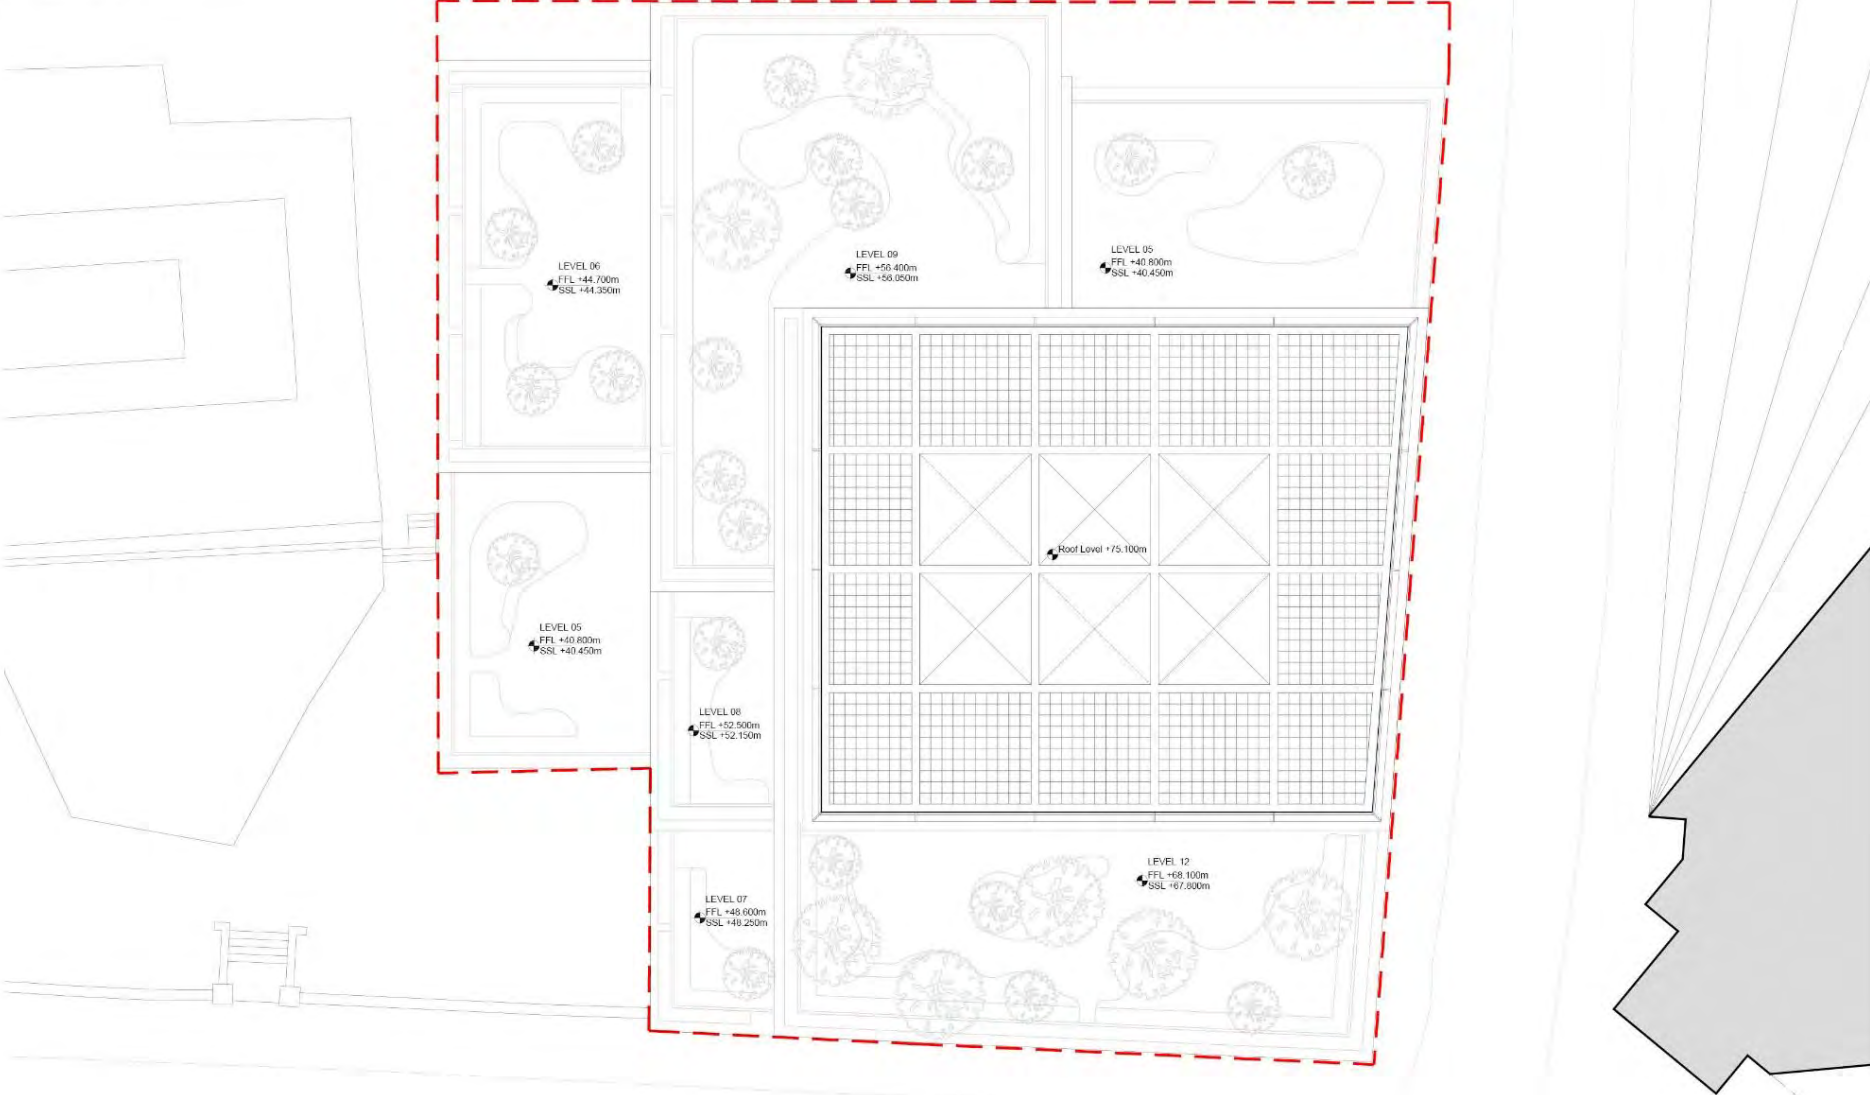 LEVEL 05
FFL +40.800m
SSL +40.450m
LEVEL 09
FFL +56.400m
SSL +56.050m
LEVEL 06
FFL +44.700m
SSL +44.350m
Roof Level +75.100m
LEVEL 05
FFL +40.800m
SSL +40.450m
LEVEL 08
FFL +52.500m
SSL +52.150m
LEVEL 12
FFL +68.100m
SSL +67.800m
LEVEL 07
FFL +48.600m
SSL +48.250m